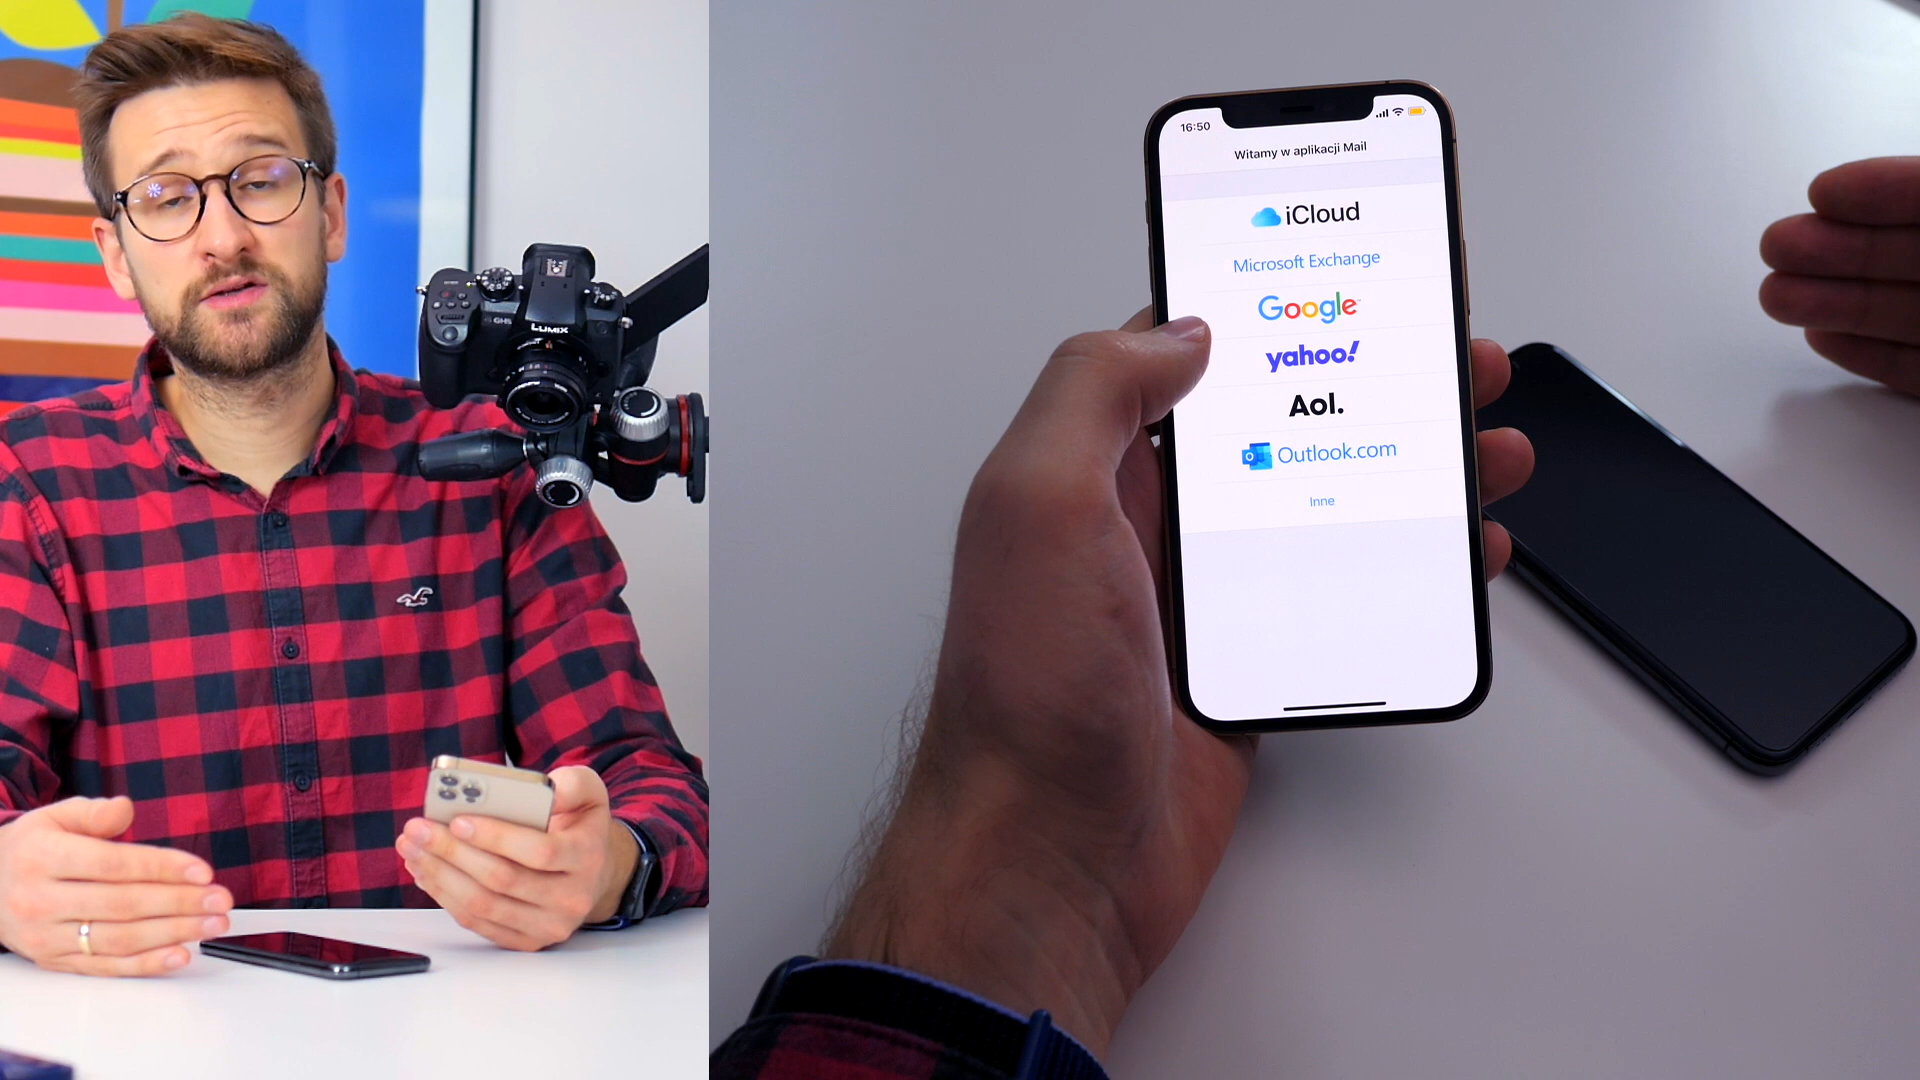 GH5
LUMIX
16:50
Witamy w aplikacji Mail
iCloud
Microsoft Exchange
Google
yahoo!
Aol.
Outlook.com
Inne